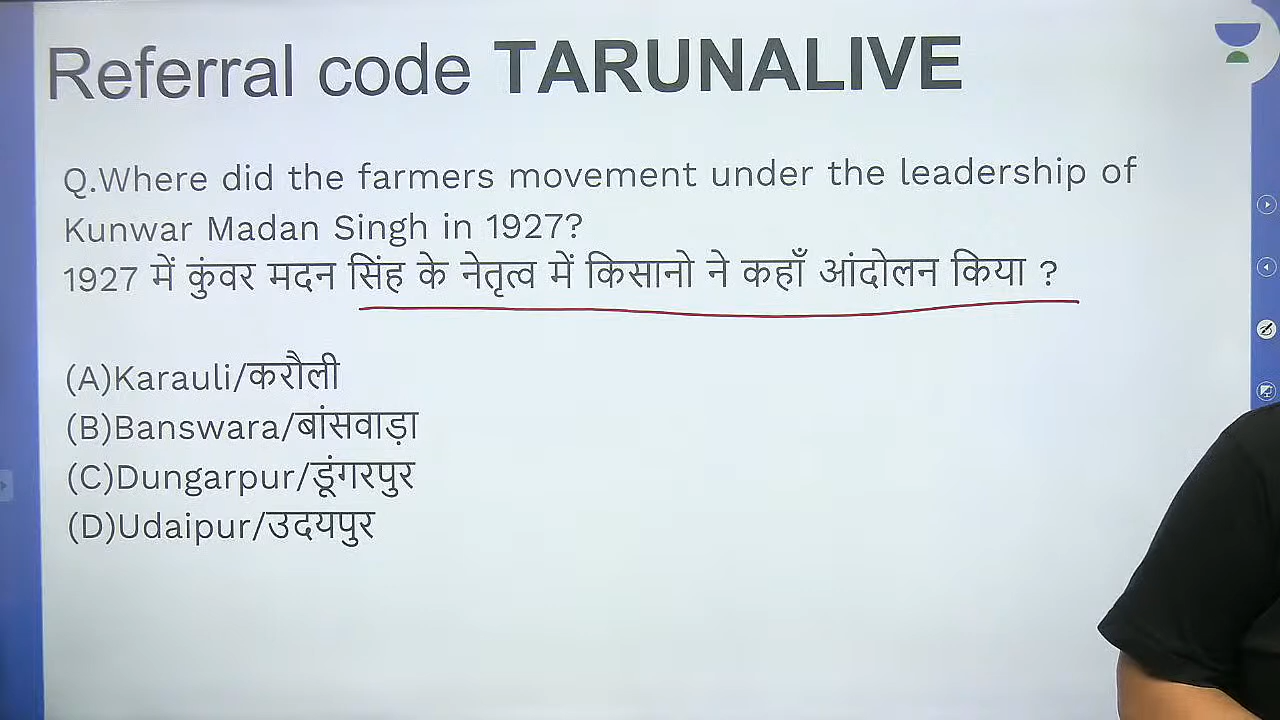 Referral code TARUNALIVE
Q.Where did the farmers movement under the leadership of
Kunwar Madan Singh in 1927?
1927 में कुंवर मदन सिंह के नेतृत्व में किसानो ने कहाँ आंदोलन किया ?
(A)Karauli/करौली
(B)Banswara/बांसवाड़ा
(C)Dungarpur/डूंगरपुर
(D)Udaipur/उदयपुर